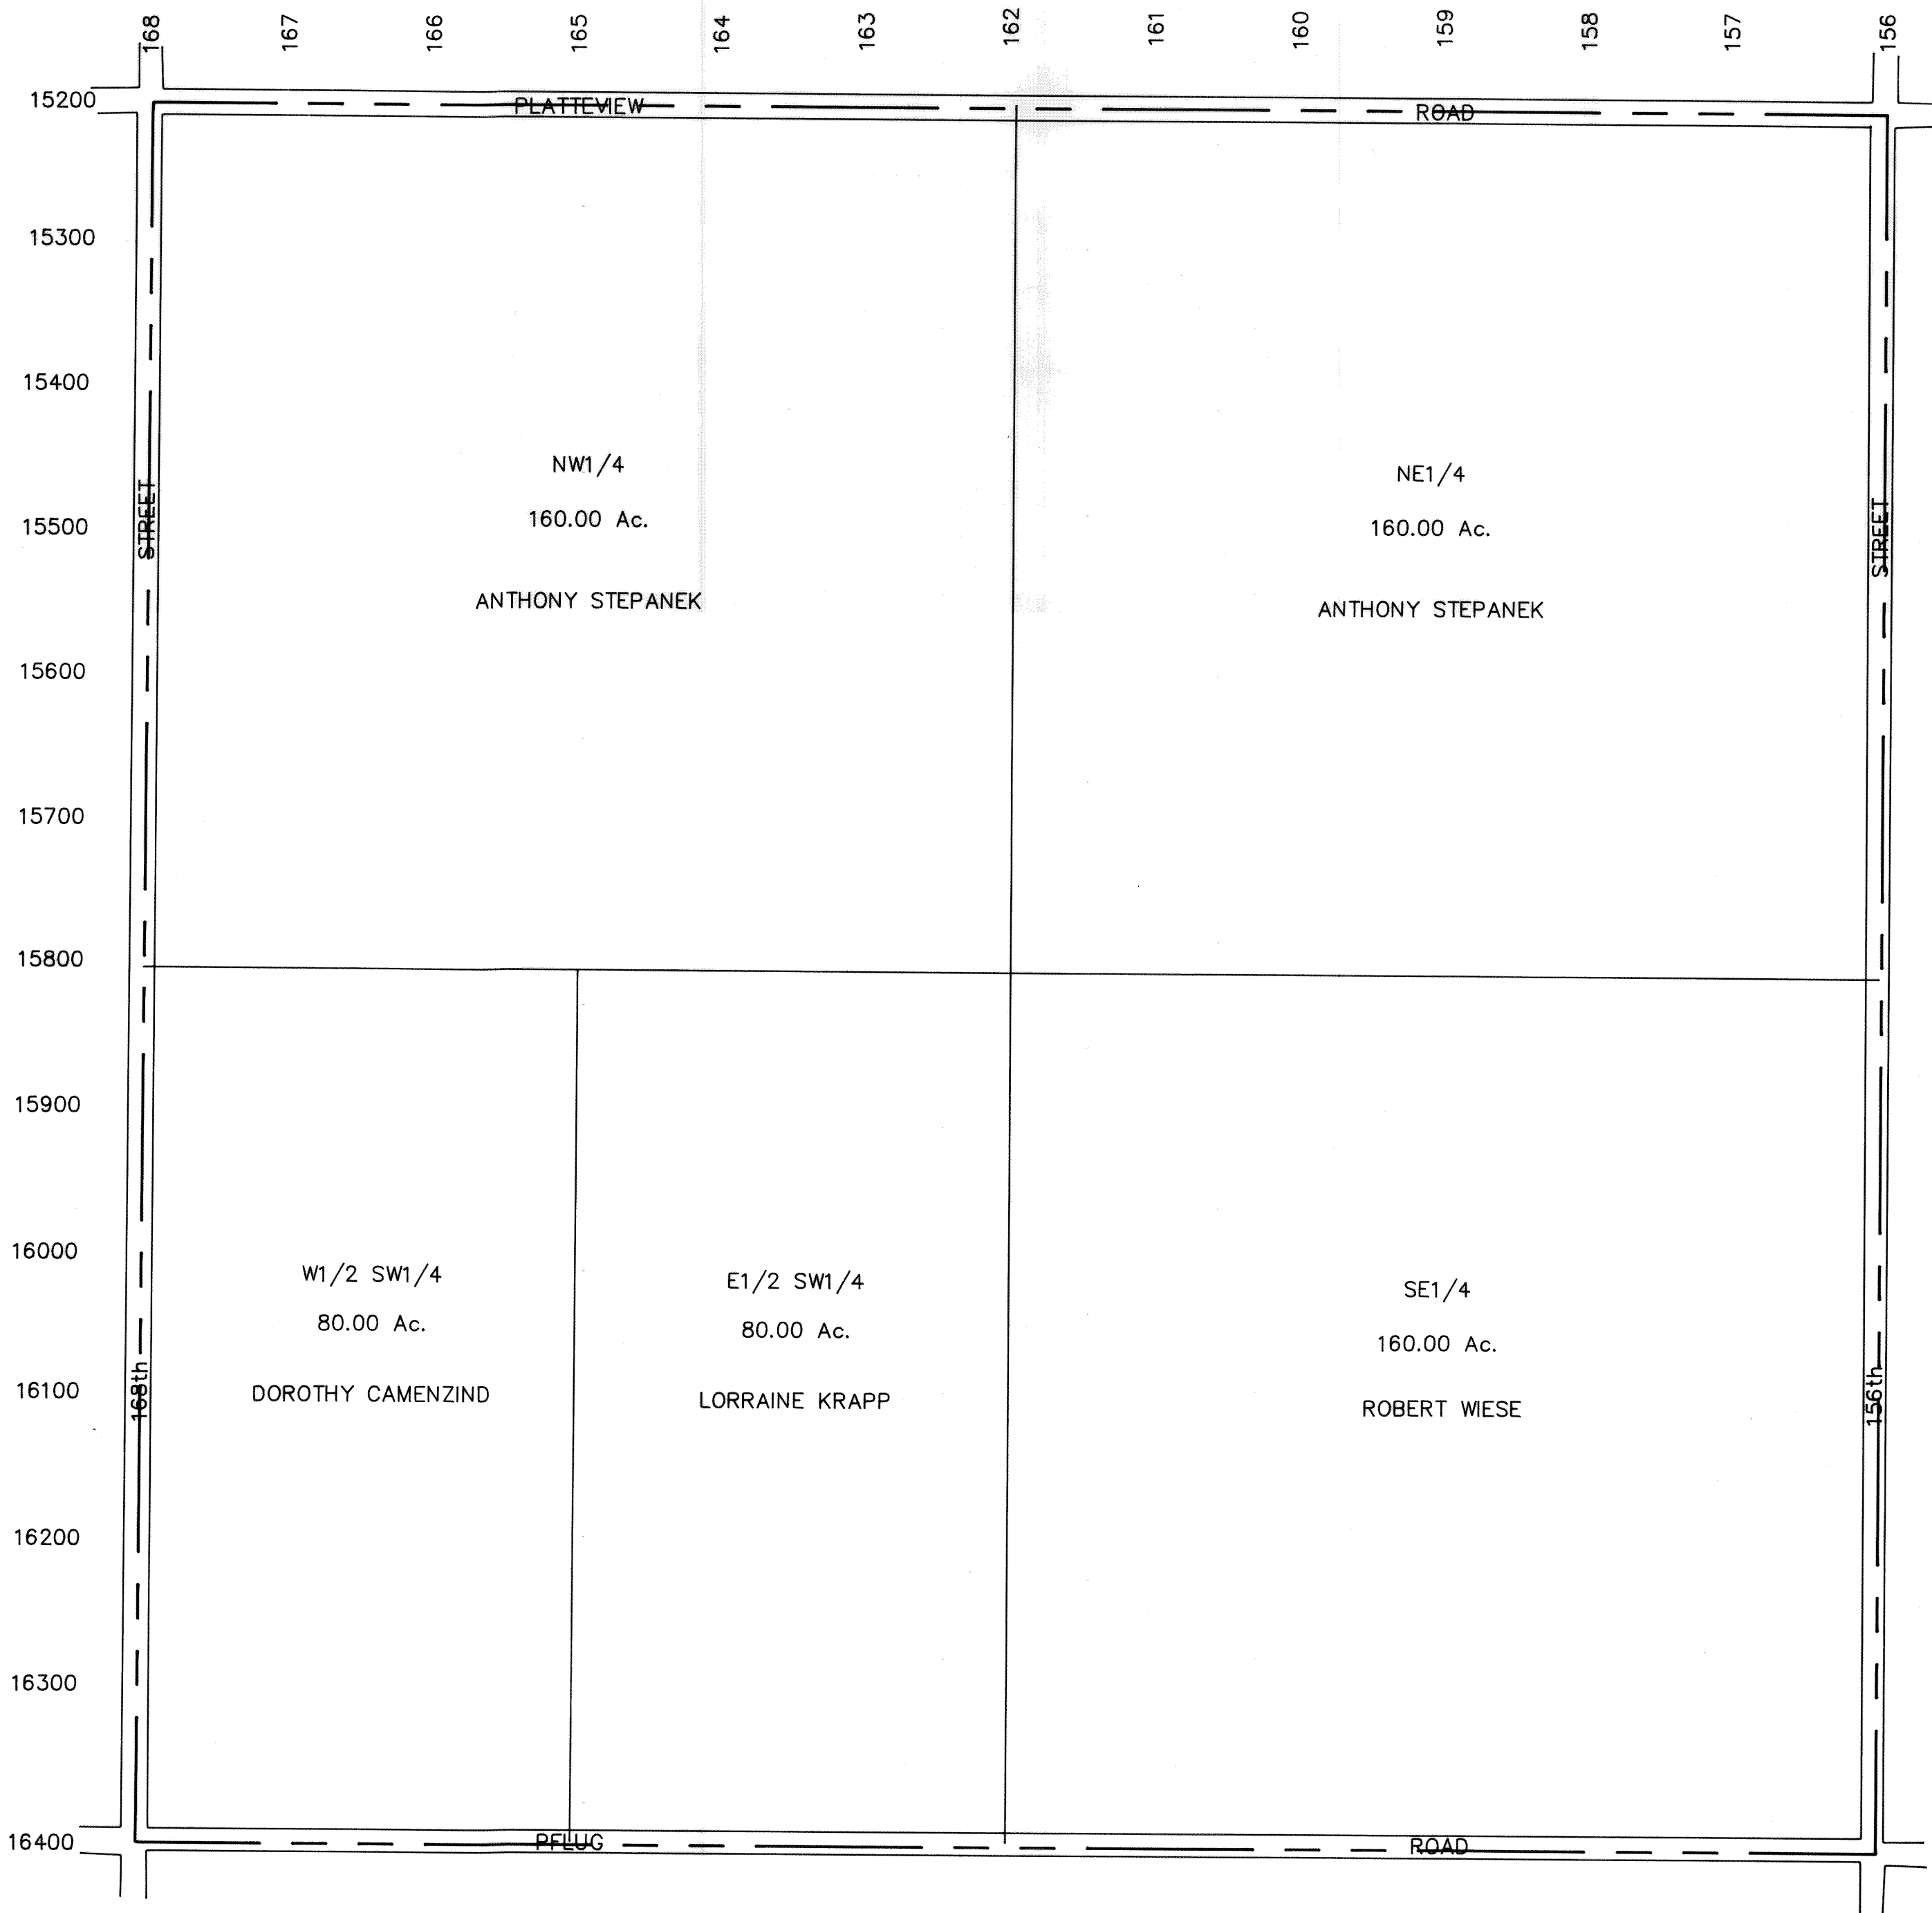 168
167
166
165
164
163
162
161
160
159
158
157
156
15200
PLATTEVIEW ROAD
15300
15400
NW1/4
160.00 Ac.
ANTHONY STEPANEK
NE1/4
160.00 Ac.
ANTHONY STEPANEK
STREET
STREET
15500
15600
15700
15800
15900
16000
W1/2 SW1/4
80.00 Ac.
DOROTHY CAMENZIND
E1/2 SW1/4
80.00 Ac.
LORRAINE KRAPP
SE1/4
160.00 Ac.
ROBERT WIESE
168th
156th
16100
16200
16300
16400
PFLUG ROAD